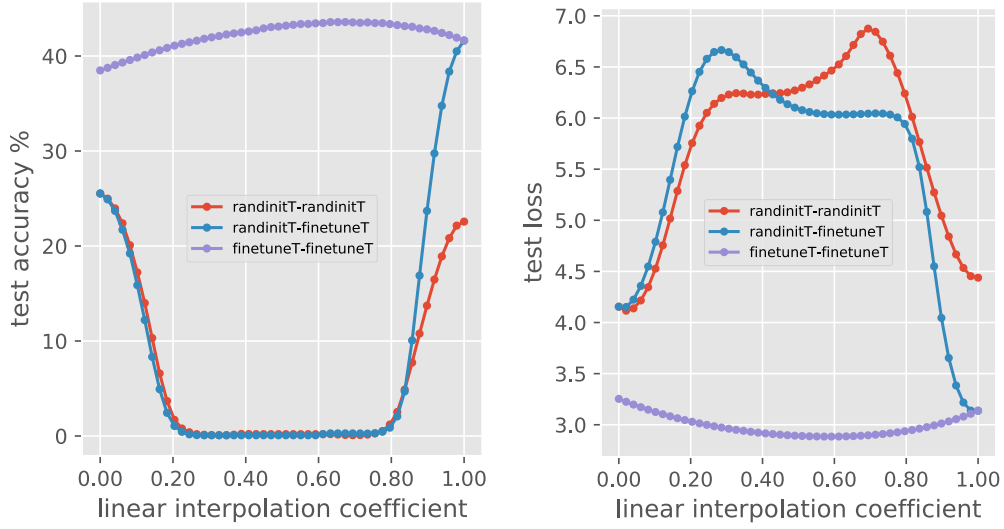 test accuracy %
40
30
20
10
0
randinitT-randinitT
randinitT-finetuneT
finetuneT-finetuneT
0.00 0.20 0.40 0.60 0.80 1.00
linear interpolation coefficient
test loss
7.0
6.5
6.0
5.5
5.0
4.5
4.0
3.5
3.0
randinitT-randinitT
randinitT-finetuneT
finetuneT-finetuneT
0.00 0.20 0.40 0.60 0.80 1.00
linear interpolation coefficient